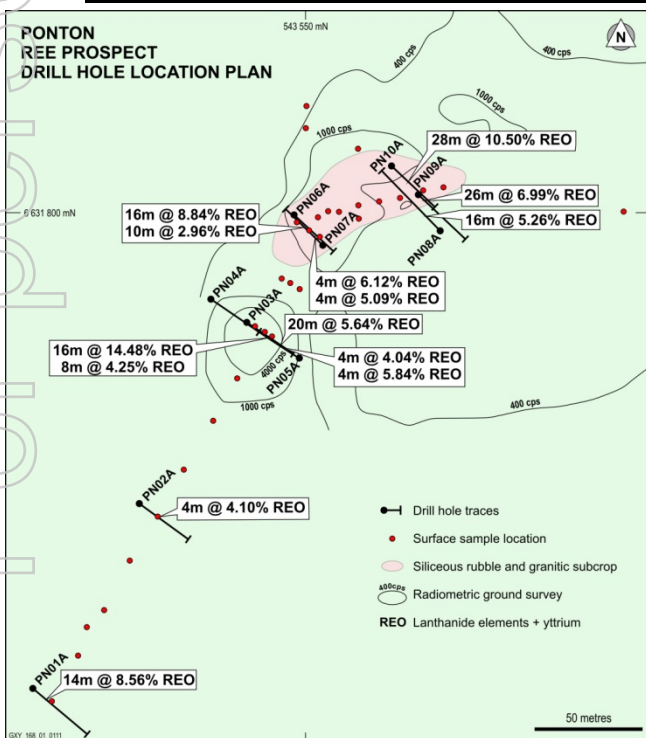 PONTON
REE PROSPECT
DRILL HOLE LOCATION PLAN
543 550 mN
N
400 cps
400 cps
1000 cps
1000 cps
28m @ 10.50% REO
PN10A
PN09A
26m @ 6.99% REO
16m @ 5.26% REO
PN08A
6 631 800 mN
PN06A
16m @ 8.84% REO
10m @ 2.96% REO
PN07A
4m @ 6.12% REO
4m @ 5.09% REO
PN04A
PN03A
20m @ 5.64% REO
16m @ 14.48% REO
8m @ 4.25% REO
4m @ 4.04% REO
4m @ 5.84% REO
4000 cps
PN05A
1000 cps
400 cps
PN02A
4m @ 4.10% REO
Drill hole traces
Surface sample location
Siliceous rubble and granitic subcrop
400cps
Radiometric ground survey
REO Lanthanide elements + yttrium
PN01A
14m @ 8.56% REO
50 metres
GXY_168_01_0111